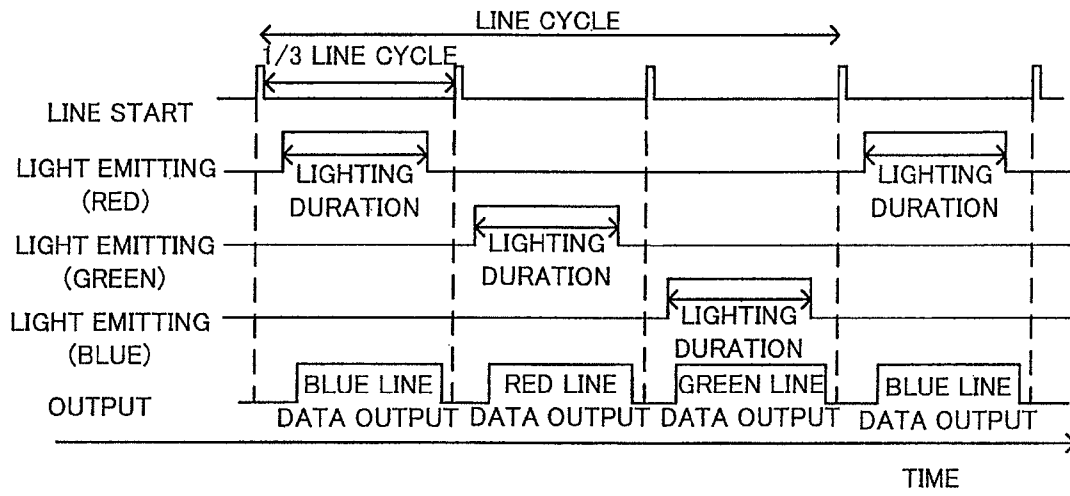 LINE CYCLE
1/3 LINE CYCLE
LINE START
LIGHT EMITTING
(RED)
LIGHTING
DURATION
LIGHTING
DURATION
LIGHT EMITTING
(GREEN)
LIGHTING
DURATION
LIGHT EMITTING
(BLUE)
LIGHTING
DURATION
OUTPUT
BLUE LINE
DATA OUTPUT
RED LINE
DATA OUTPUT
GREEN LINE
DATA OUTPUT
BLUE LINE
DATA OUTPUT
TIME